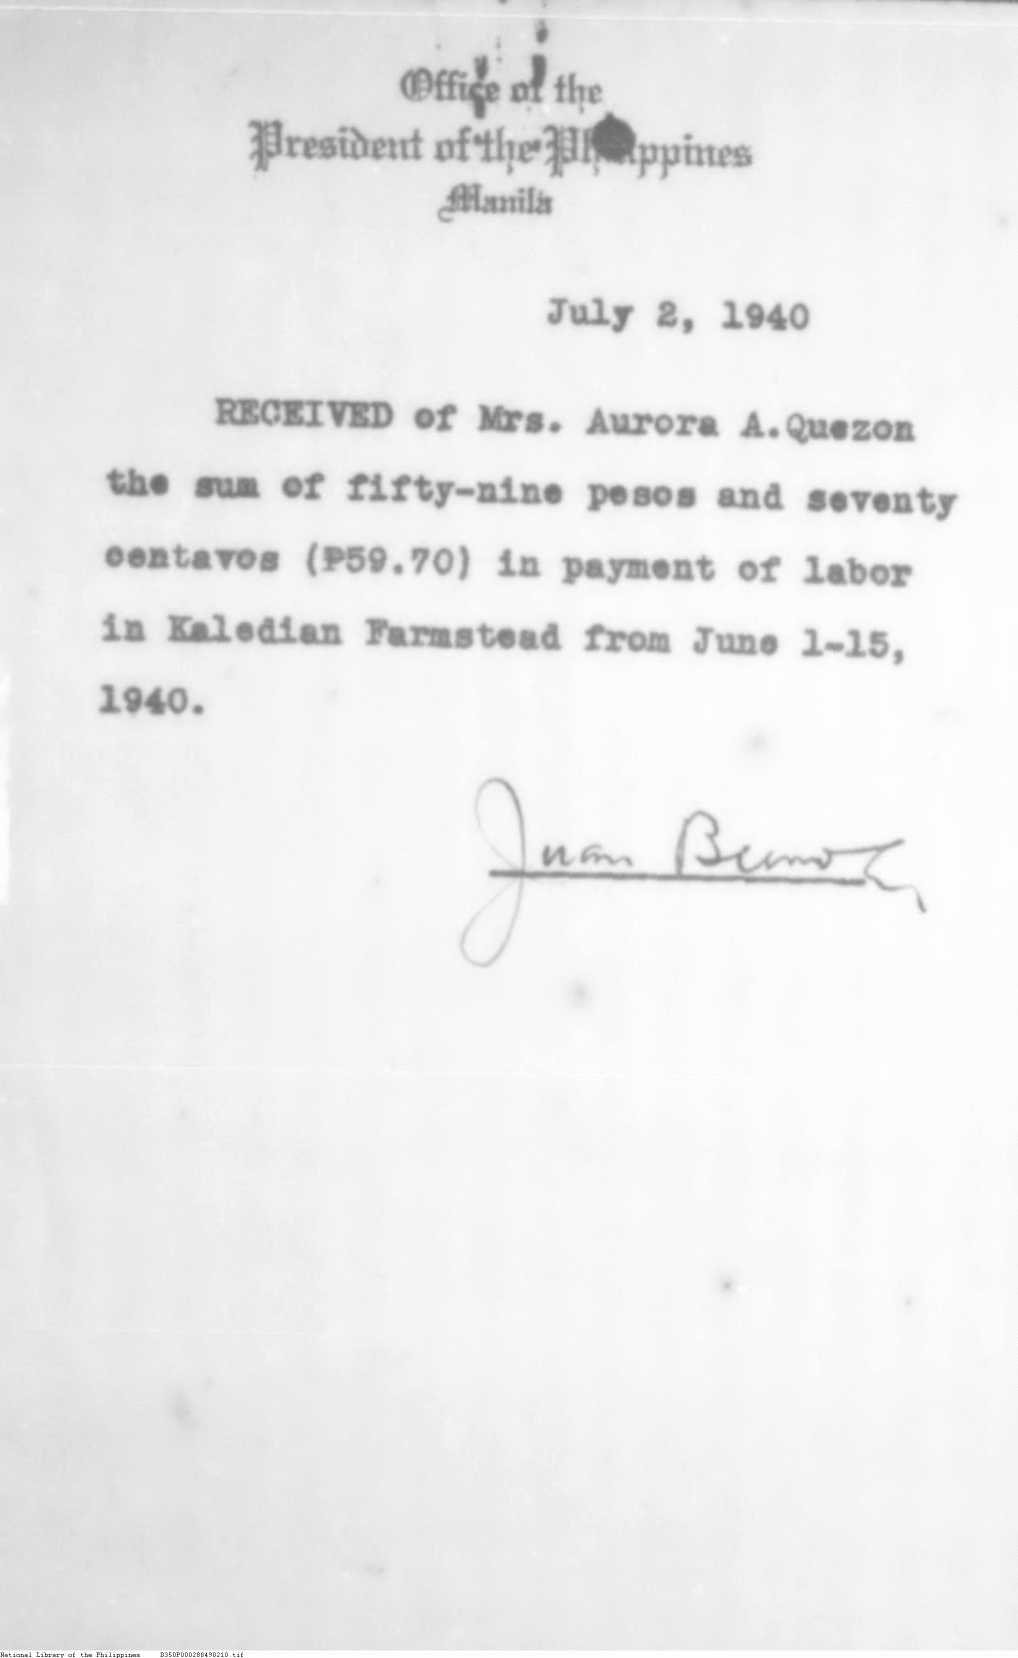 Office of the
President of the Philippines
Manila
July 2, 1940
RECEIVED of Mrs. Aurora A.Quezon
the sum of fifty-nine pesos and seventy
centavos (₱59.70) in payment of labor
in Kaledian Farmstead from June 1-15,
1940.
Juan
National Library of the Philippines